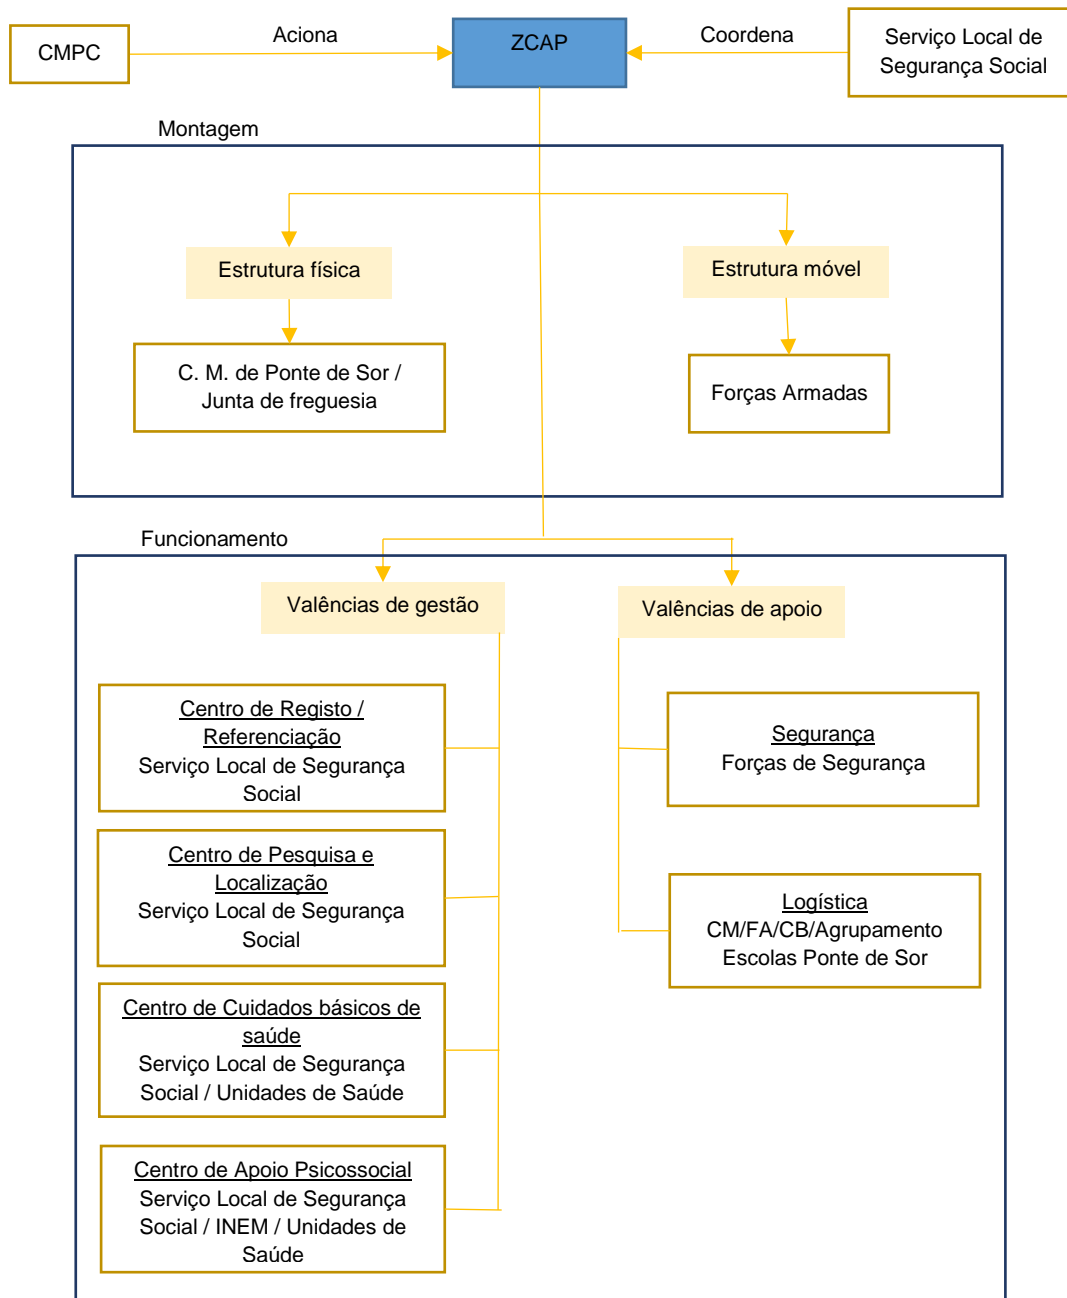 CMPC
Aciona
ZCAP
Coordena
Serviço Local de
Segurança Social
Montagem
Estrutura física
Estrutura móvel
C. M. de Ponte de Sor /
Junta de freguesia
Forças Armadas
Funcionamento
Valências de gestão
Valências de apoio
Centro de Registo /
Referenciação
Serviço Local de Segurança
Social
Centro de Pesquisa e
Localização
Serviço Local de Segurança
Social
Centro de Cuidados básicos de
saúde
Serviço Local de Segurança
Social / Unidades de Saúde
Centro de Apoio Psicossocial
Serviço Local de Segurança
Social / INEM / Unidades de
Saúde
Segurança
Forças de Segurança
Logística
CM/FA/CB/Agrupamento
Escolas Ponte de Sor